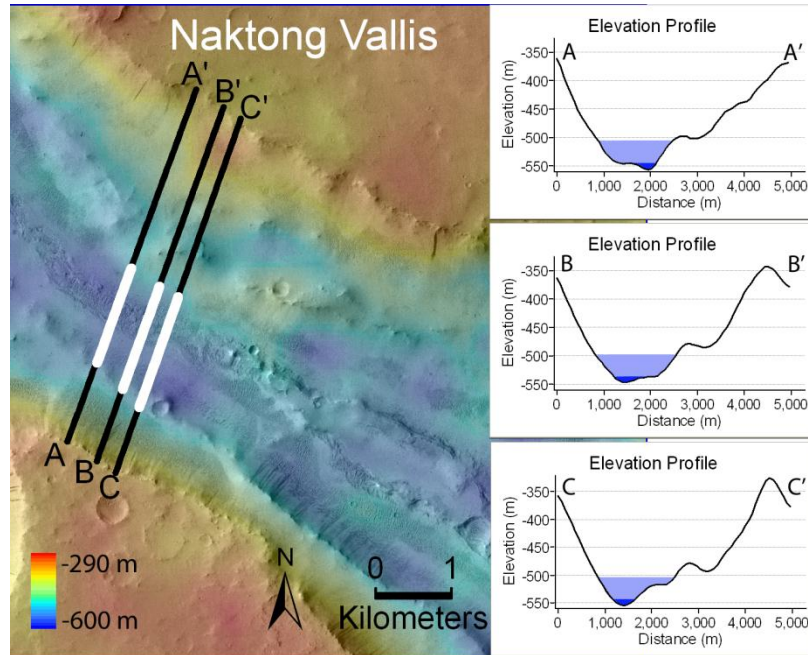 Naktong Vallis
A'
B'
C'
A
B
C
-290 m
-600 m
N
0 1
Kilometers
Elevation Profile
A A'
Elevation (m)
-350
-400
-450
-500
-550
0 1,000 2,000 3,000 4,000 5,000
Distance (m)
Elevation Profile
B B'
Elevation (m)
-350
-400
-450
-500
-550
0 1,000 2,000 3,000 4,000 5,000
Distance (m)
Elevation Profile
C C'
Elevation (m)
-350
-400
-450
-500
-550
0 1,000 2,000 3,000 4,000 5,000
Distance (m)